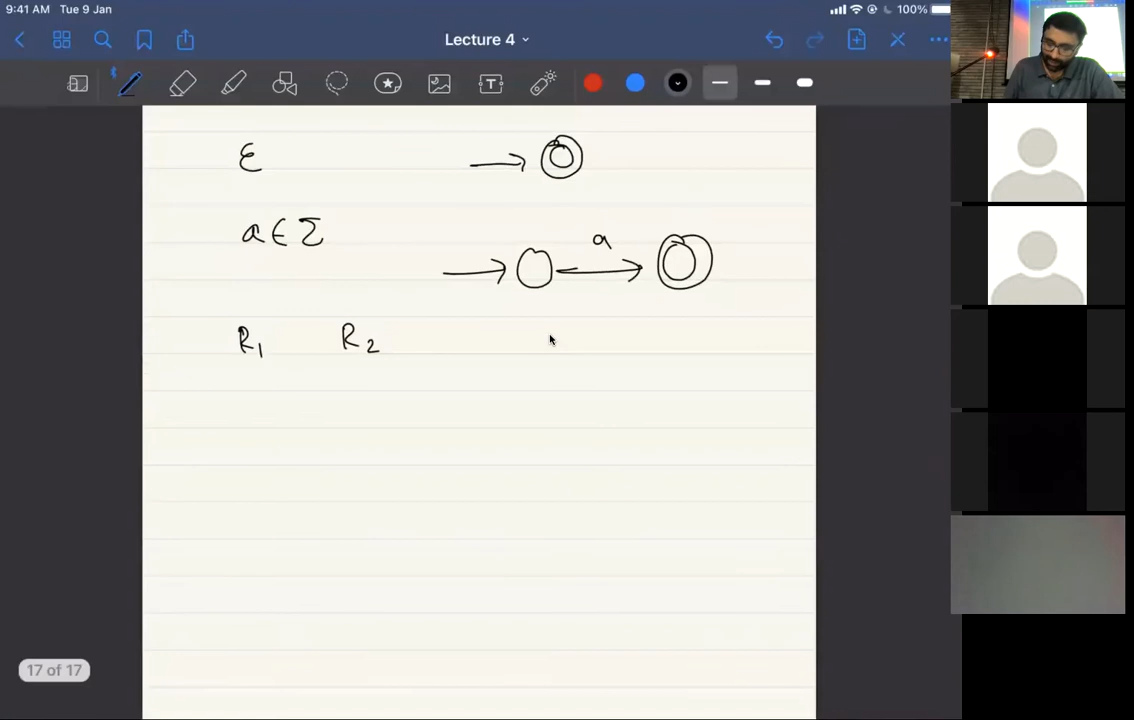 9:41 AM Tue 9 Jan
100%
Lecture 4
ε
a ∈ Σ
a
R₁ R₂
17 of 17